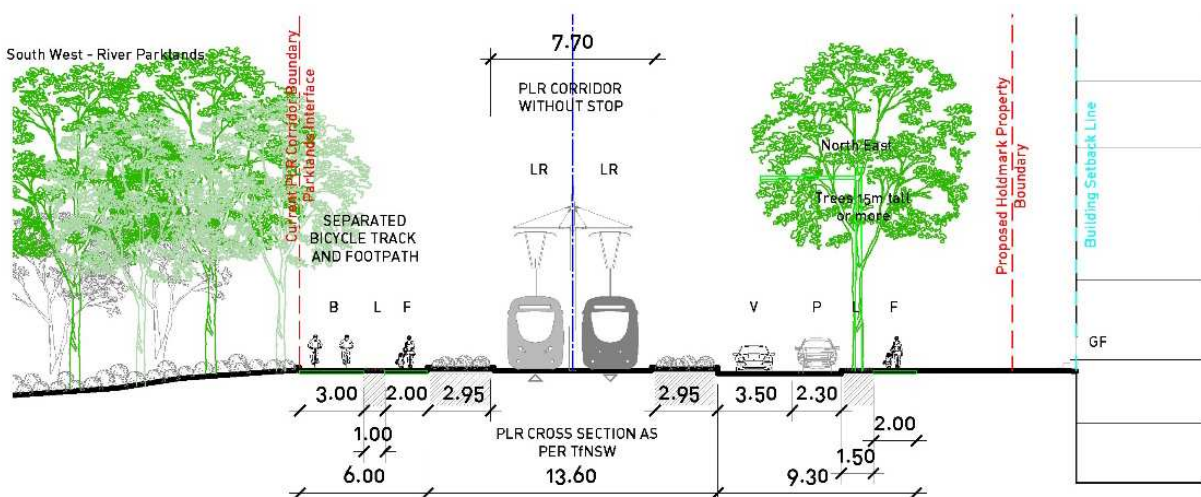 South West - River Parklands
Current PLR Corridor Boundary
Parklands Interface
7.70
PLR CORRIDOR
WITHOUT STOP
LR
LR
SEPARATED
BICYCLE TRACK
AND FOOTPATH
B
L
F
North East
Trees 15m tall
or more
V
P
L
F
Proposed Holdmark Property
Boundary
Building Setback Line
GF
3.00
2.00
2.95
2.95
3.50
2.30
1.00
PLR CROSS SECTION AS
PER TfNSW
2.00
1.50
6.00
13.60
9.30